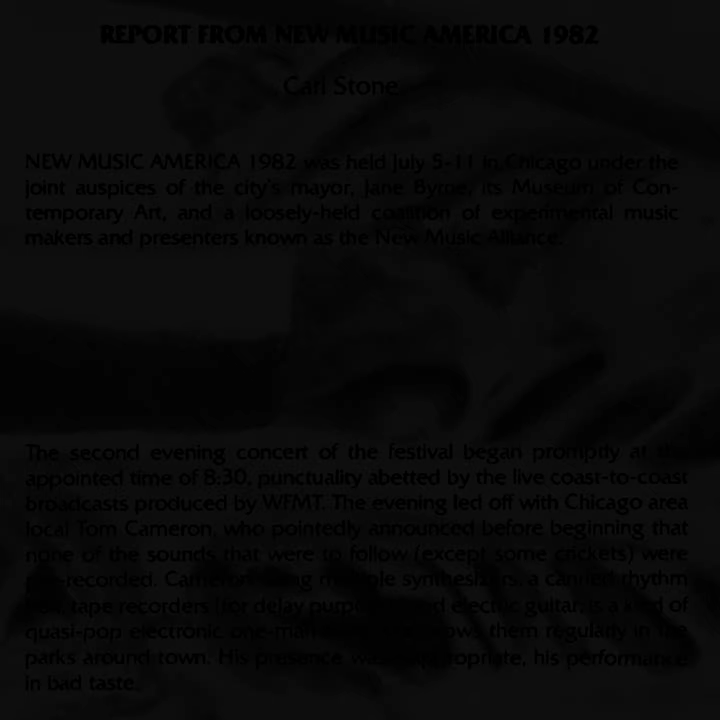 REPORT FROM NEW MUSIC AMERICA 1982
Carl Stone
NEW MUSIC AMERICA 1982 was held July 5-11 in Chicago under the
joint auspices of the city's mayor, Jane Byrne, its Museum of Con-
temporary Art, and a loosely-held coalition of experimental music
makers and presenters known as the New Music Alliance.
The second evening concert of the festival began promptly at the
appointed time of 8:30, punctuality abetted by the live coast-to-coast
broadcasts produced by WFMT. The evening led off with Chicago area
local Tom Cameron, who pointedly announced before beginning that
none of the sounds that were to follow (except some crickets) were
pre-recorded. Cameron, using multiple synthesizers, a canned rhythm
tape recorders (for delay purposes) and electric guitar, is a kind of
quasi-pop electronic one-man them regularly in the
parks around town. His presence was his performance
in bad taste.